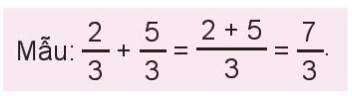 Mẫu: 2/3 + 5/3 = (2 + 5)/3 = 7/3.